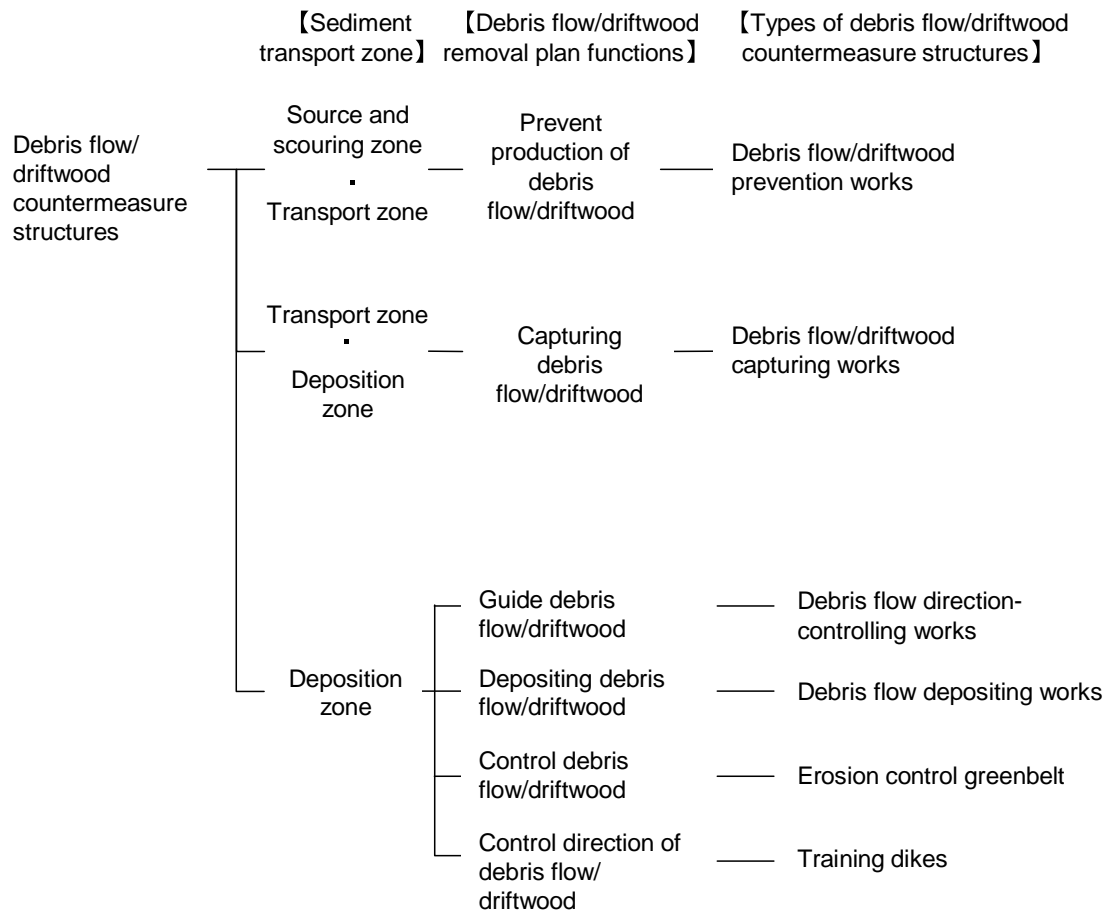 【Sediment
transport zone】
【Debris flow/driftwood
removal plan functions】
【Types of debris flow/driftwood
countermeasure structures】
Debris flow/
driftwood
countermeasure
structures
Source and
scouring zone
・
Transport zone
Prevent
production of
debris
flow/driftwood
Debris flow/driftwood
prevention works
Transport zone
・
Deposition
zone
Capturing
debris
flow/driftwood
Debris flow/driftwood
capturing works
Deposition
zone
Guide debris
flow/driftwood
Debris flow direction-
controlling works
Depositing debris
flow/driftwood
Debris flow depositing works
Control debris
flow/driftwood
Erosion control greenbelt
Control direction of
debris flow/
driftwood
Training dikes